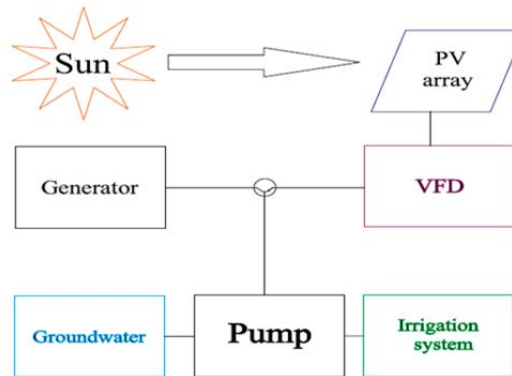 Sun
PV
array
Generator
VFD
Groundwater
Pump
Irrigation
system